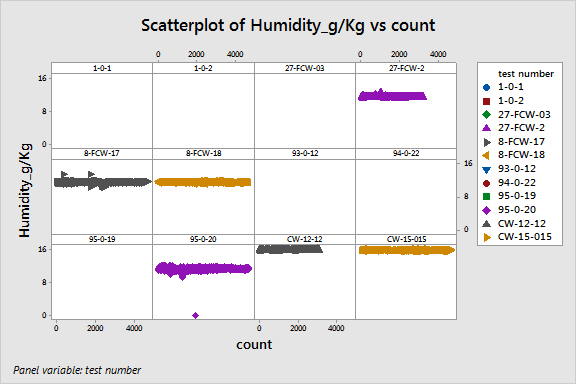 Scatterplot of Humidity_g/Kg vs count
0 2000 4000 0 2000 4000
1-0-1 1-0-2 27-FCW-03 27-FCW-2
16
8
0
8-FCW-17 8-FCW-18 93-0-12 94-0-22
16
8
0
95-0-19 95-0-20 CW-12-12 CW-15-015
16
8
0
0 2000 4000 0 2000 4000
Humidity_g/Kg
count
test number
1-0-1
1-0-2
27-FCW-03
27-FCW-2
8-FCW-17
8-FCW-18
93-0-12
94-0-22
95-0-19
95-0-20
CW-12-12
CW-15-015
Panel variable: test number